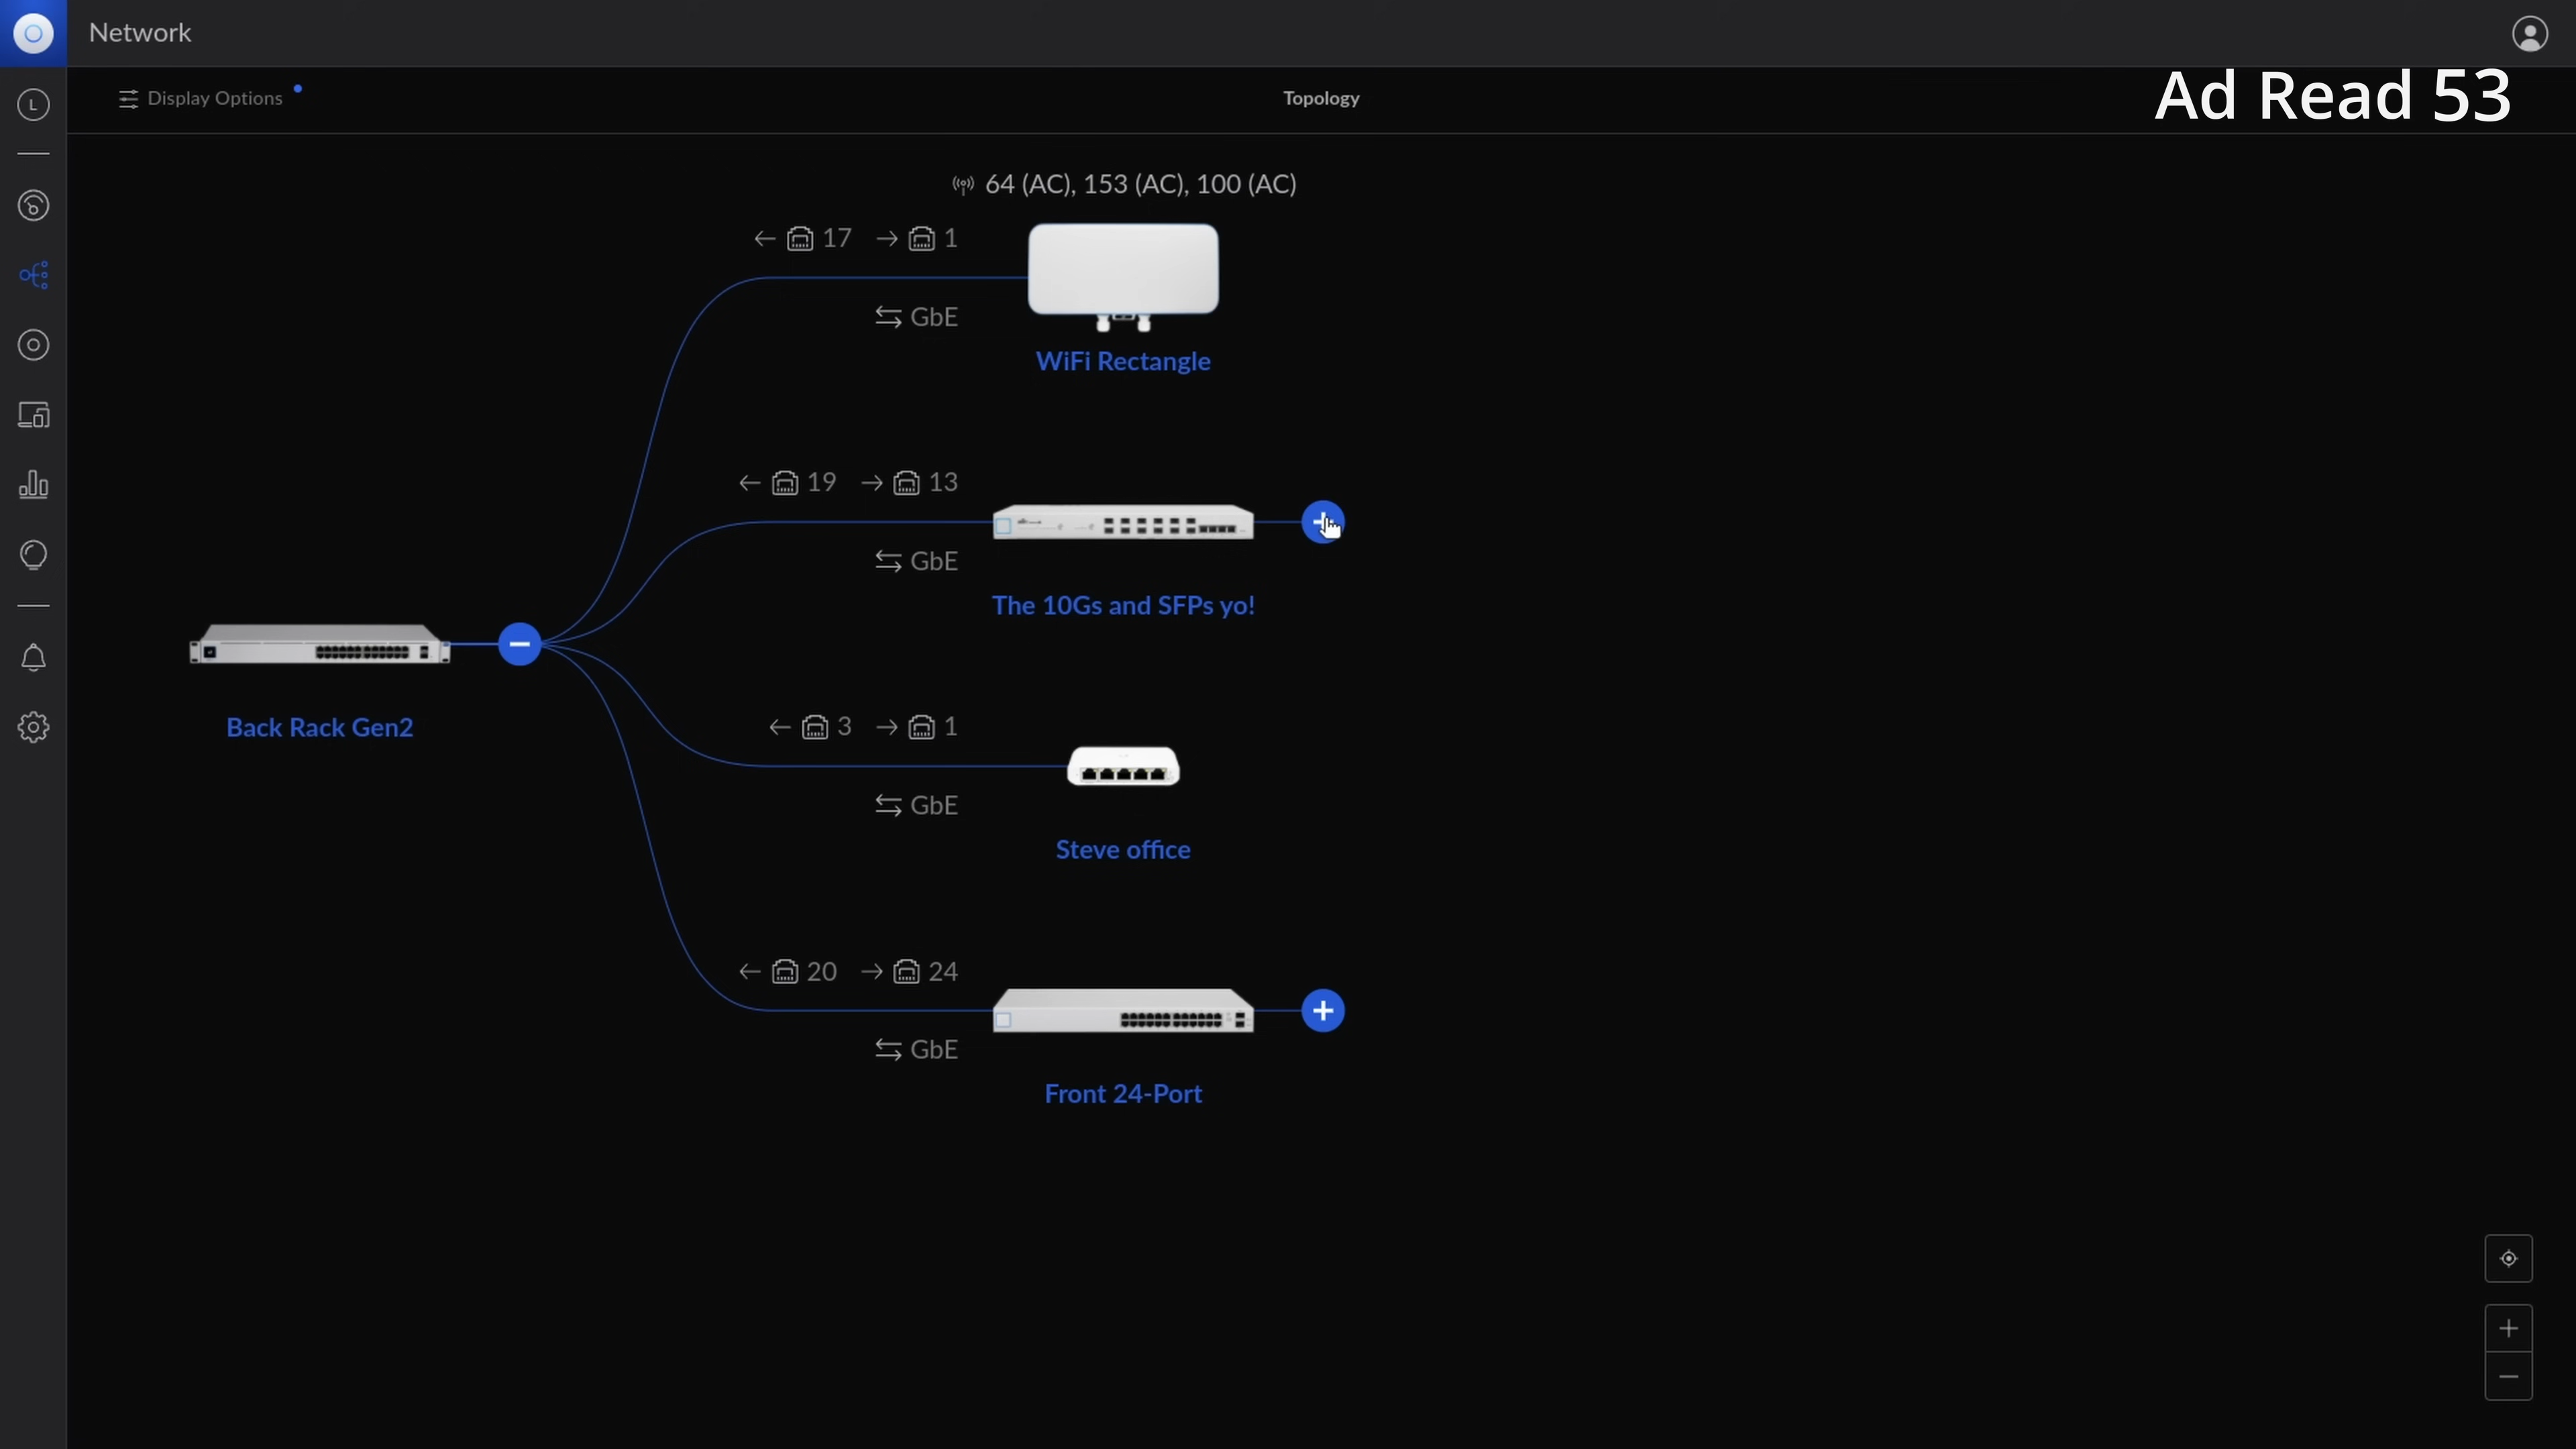 Network
L
Display Options
Topology
Ad Read 53
64 (AC), 153 (AC), 100 (AC)
← 17 → 1
GbE
WiFi Rectangle
← 19 → 13
GbE
The 10Gs and SFPs yo!
Back Rack Gen2
← 3 → 1
GbE
Steve office
← 20 → 24
GbE
Front 24-Port